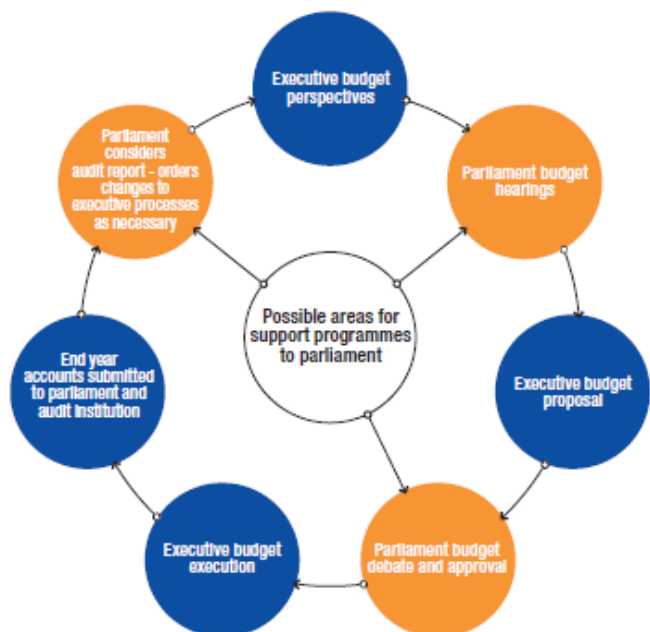 Executive budget
perspectives
Parliament
considers
audit report - orders
changes to
executive processes
as necessary
Parliament budget
hearings
Possible areas for
support programmes
to parliament
End year
accounts submitted
to parliament and
audit institution
Executive budget
proposal
Executive budget
execution
Parliament budget
debate and approval